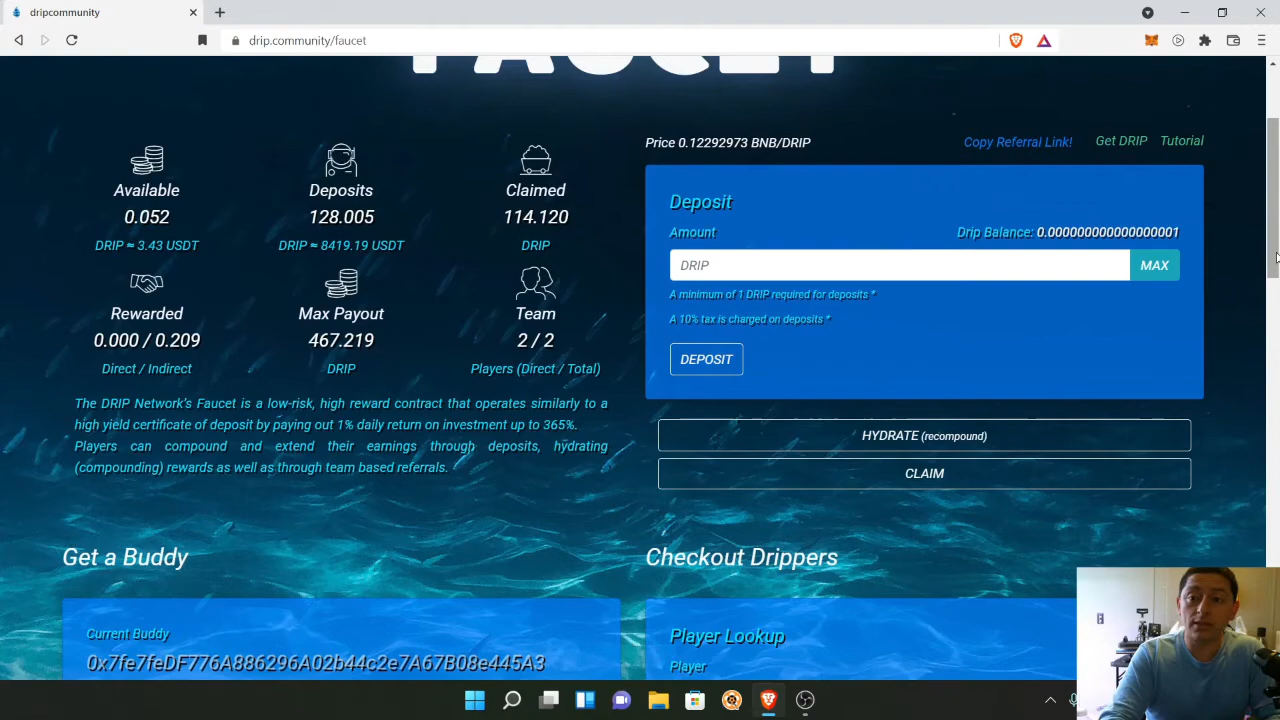 dripcommunity
drip.community/faucet
FAUCET
Price 0.12292973 BNB/DRIP
Copy Referral Link!
Get DRIP
Tutorial
Available
0.052
DRIP ≈ 3.43 USDT
Deposits
128.005
DRIP ≈ 8419.19 USDT
Claimed
114.120
DRIP
Rewarded
0.000 / 0.209
Direct / Indirect
Max Payout
467.219
DRIP
Team
2 / 2
Players (Direct / Total)
The DRIP Network's Faucet is a low-risk, high reward contract that operates similarly to a
high yield certificate of deposit by paying out 1% daily return on investment up to 365%.
Players can compound and extend their earnings through deposits, hydrating
(compounding) rewards as well as through team based referrals.
Deposit
Amount
Drip Balance: 0.000000000000000001
DRIP
MAX
A minimum of 1 DRIP required for deposits *
A 10% tax is charged on deposits *
DEPOSIT
HYDRATE (recompound)
CLAIM
Get a Buddy
Current Buddy
0x7fe7feDF776A886296A02b44c2e7A67B08e445A3
Checkout Drippers
Player Lookup
Player